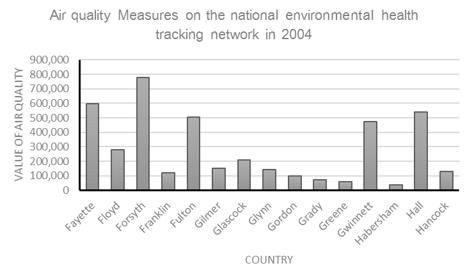 Air quality Measures on the national environmental health
tracking network in 2004
900,000
800,000
700,000
600,000
500,000
400,000
300,000
200,000
100,000
0
VALUE OF AIR QUALITY
Fayette
Floyd
Forsyth
Franklin
Fulton
Gilmer
Glascock
Glynn
Gordon
Grady
Greene
Gwinnett
Habersham
Hall
Hancock
COUNTRY